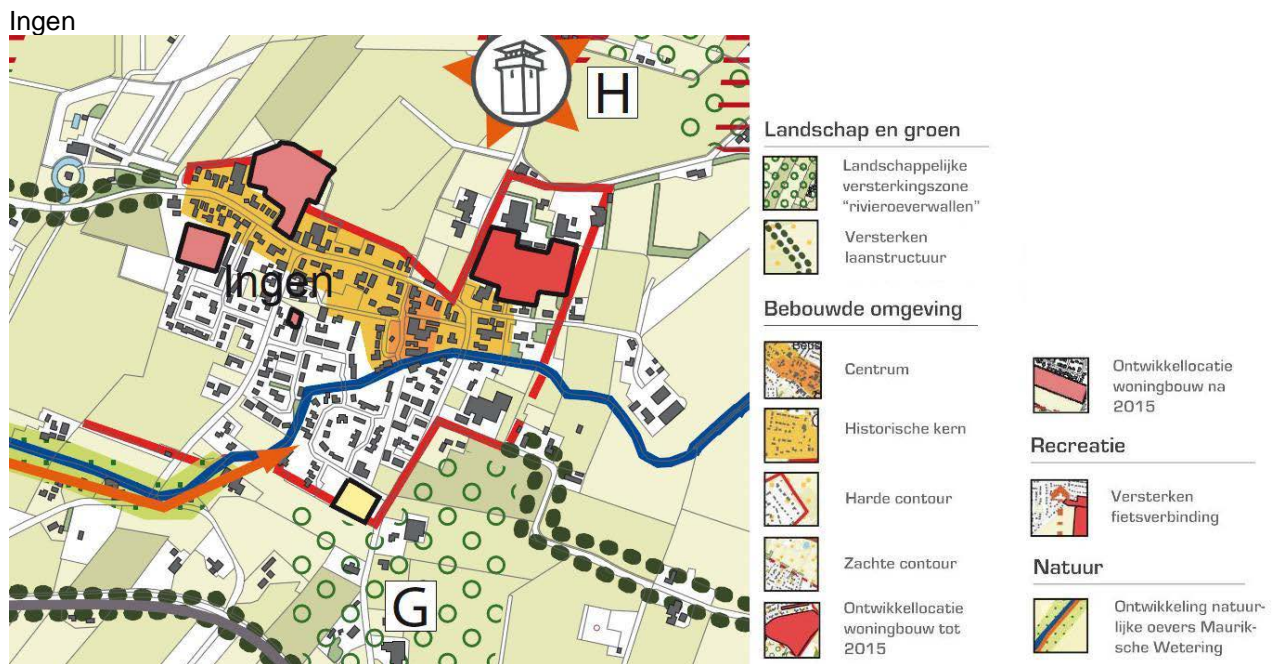 Ingen
H
Ingen
G
Landschap en groen
Landschappelijke
versterkingszone
"rivieroeverwallen"
Versterken
laanstructuur
Bebouwde omgeving
Centrum
Historische kern
Harde contour
Zachte contour
Ontwikkellocatie
woningbouw tot
2015
Ontwikkellocatie
woningbouw na
2015
Recreatie
Versterken
fietsverbinding
Natuur
Ontwikkeling natuur-
lijke oevers Maurik-
sche Wetering